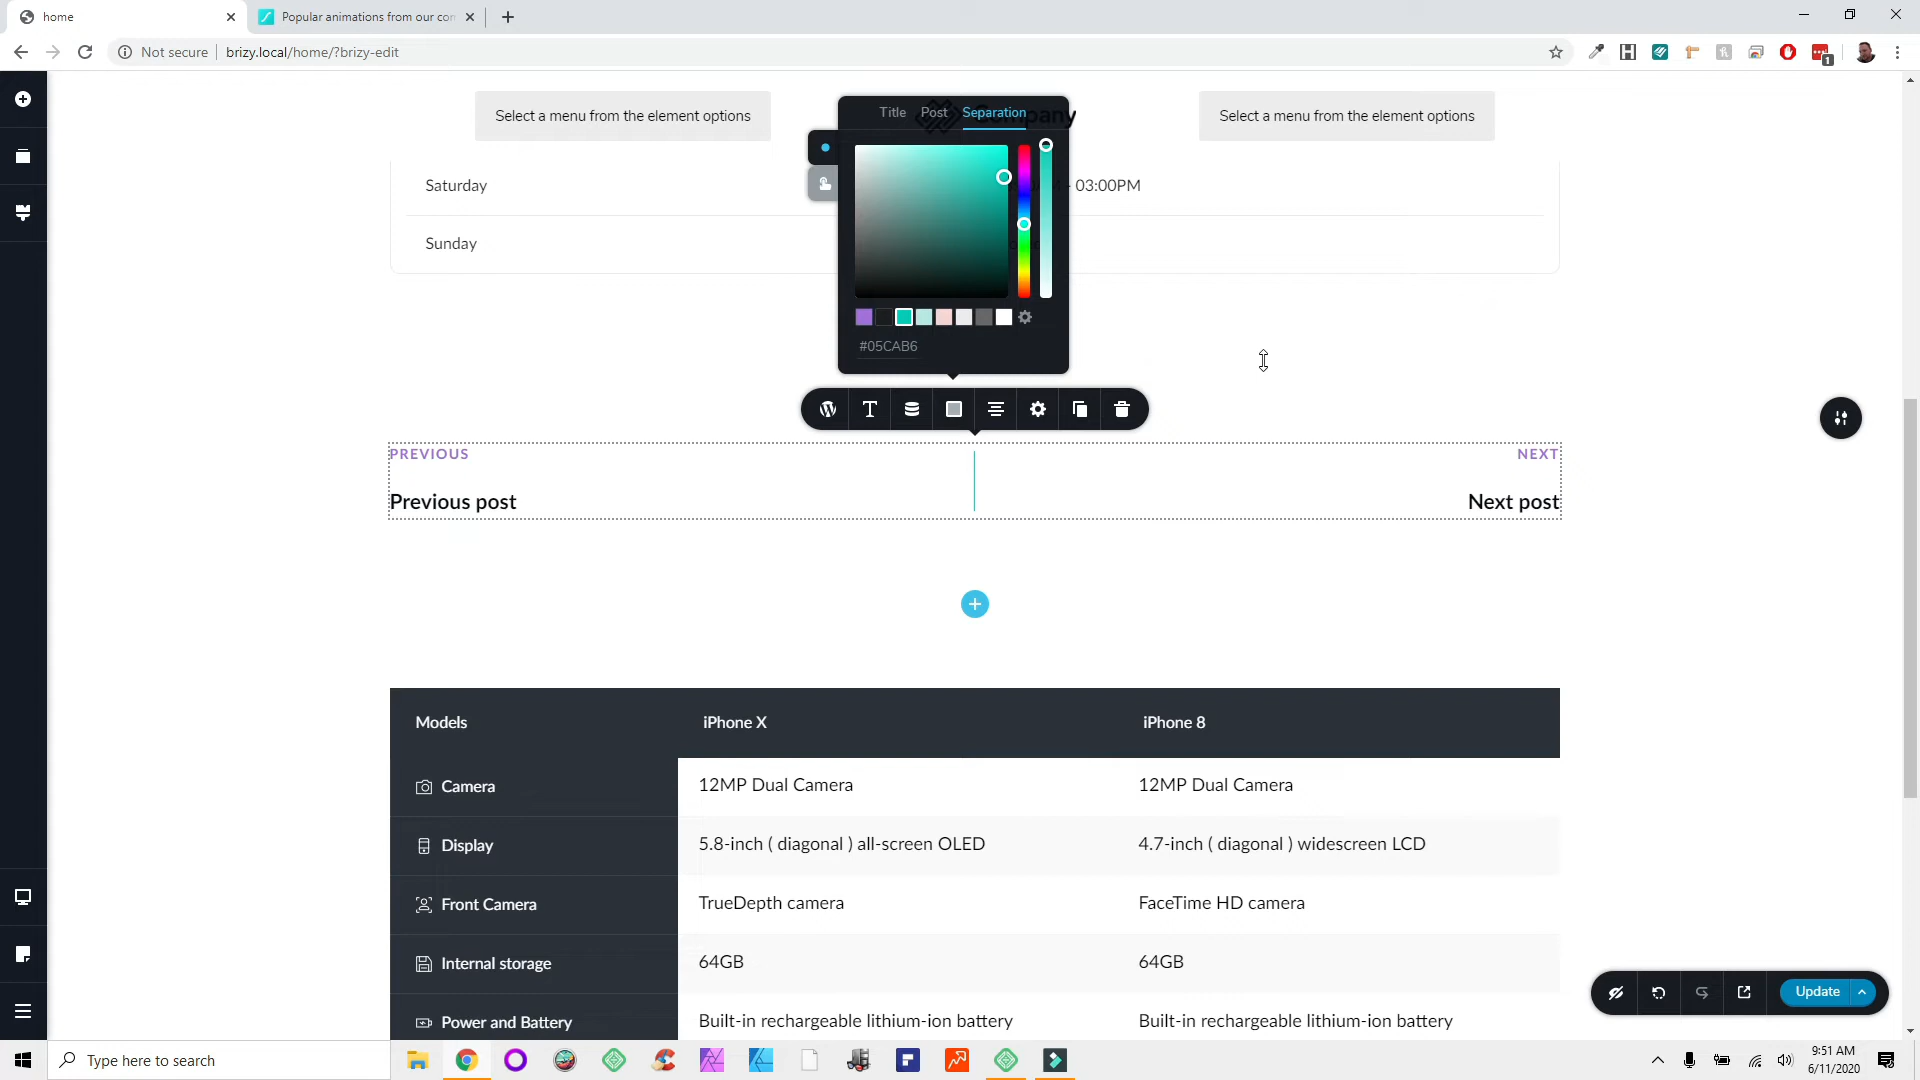 home
Popular animations from our con
Not secure
brizy.local/home/?brizy-edit
1
Select a menu from the element options
Title Post Separation
Company
Select a menu from the element options
Saturday
- 03:00PM
Sunday
#05CAB6
PREVIOUS
NEXT
Previous post
Next post
Models iPhone X iPhone 8
Camera 12MP Dual Camera 12MP Dual Camera
Display 5.8-inch ( diagonal ) all-screen OLED 4.7-inch ( diagonal ) widescreen LCD
Front Camera TrueDepth camera FaceTime HD camera
Internal storage 64GB 64GB
Update
Power and Battery Built-in rechargeable lithium-ion battery Built-in rechargeable lithium-ion battery
Type here to search
9:51 AM
6/11/2020